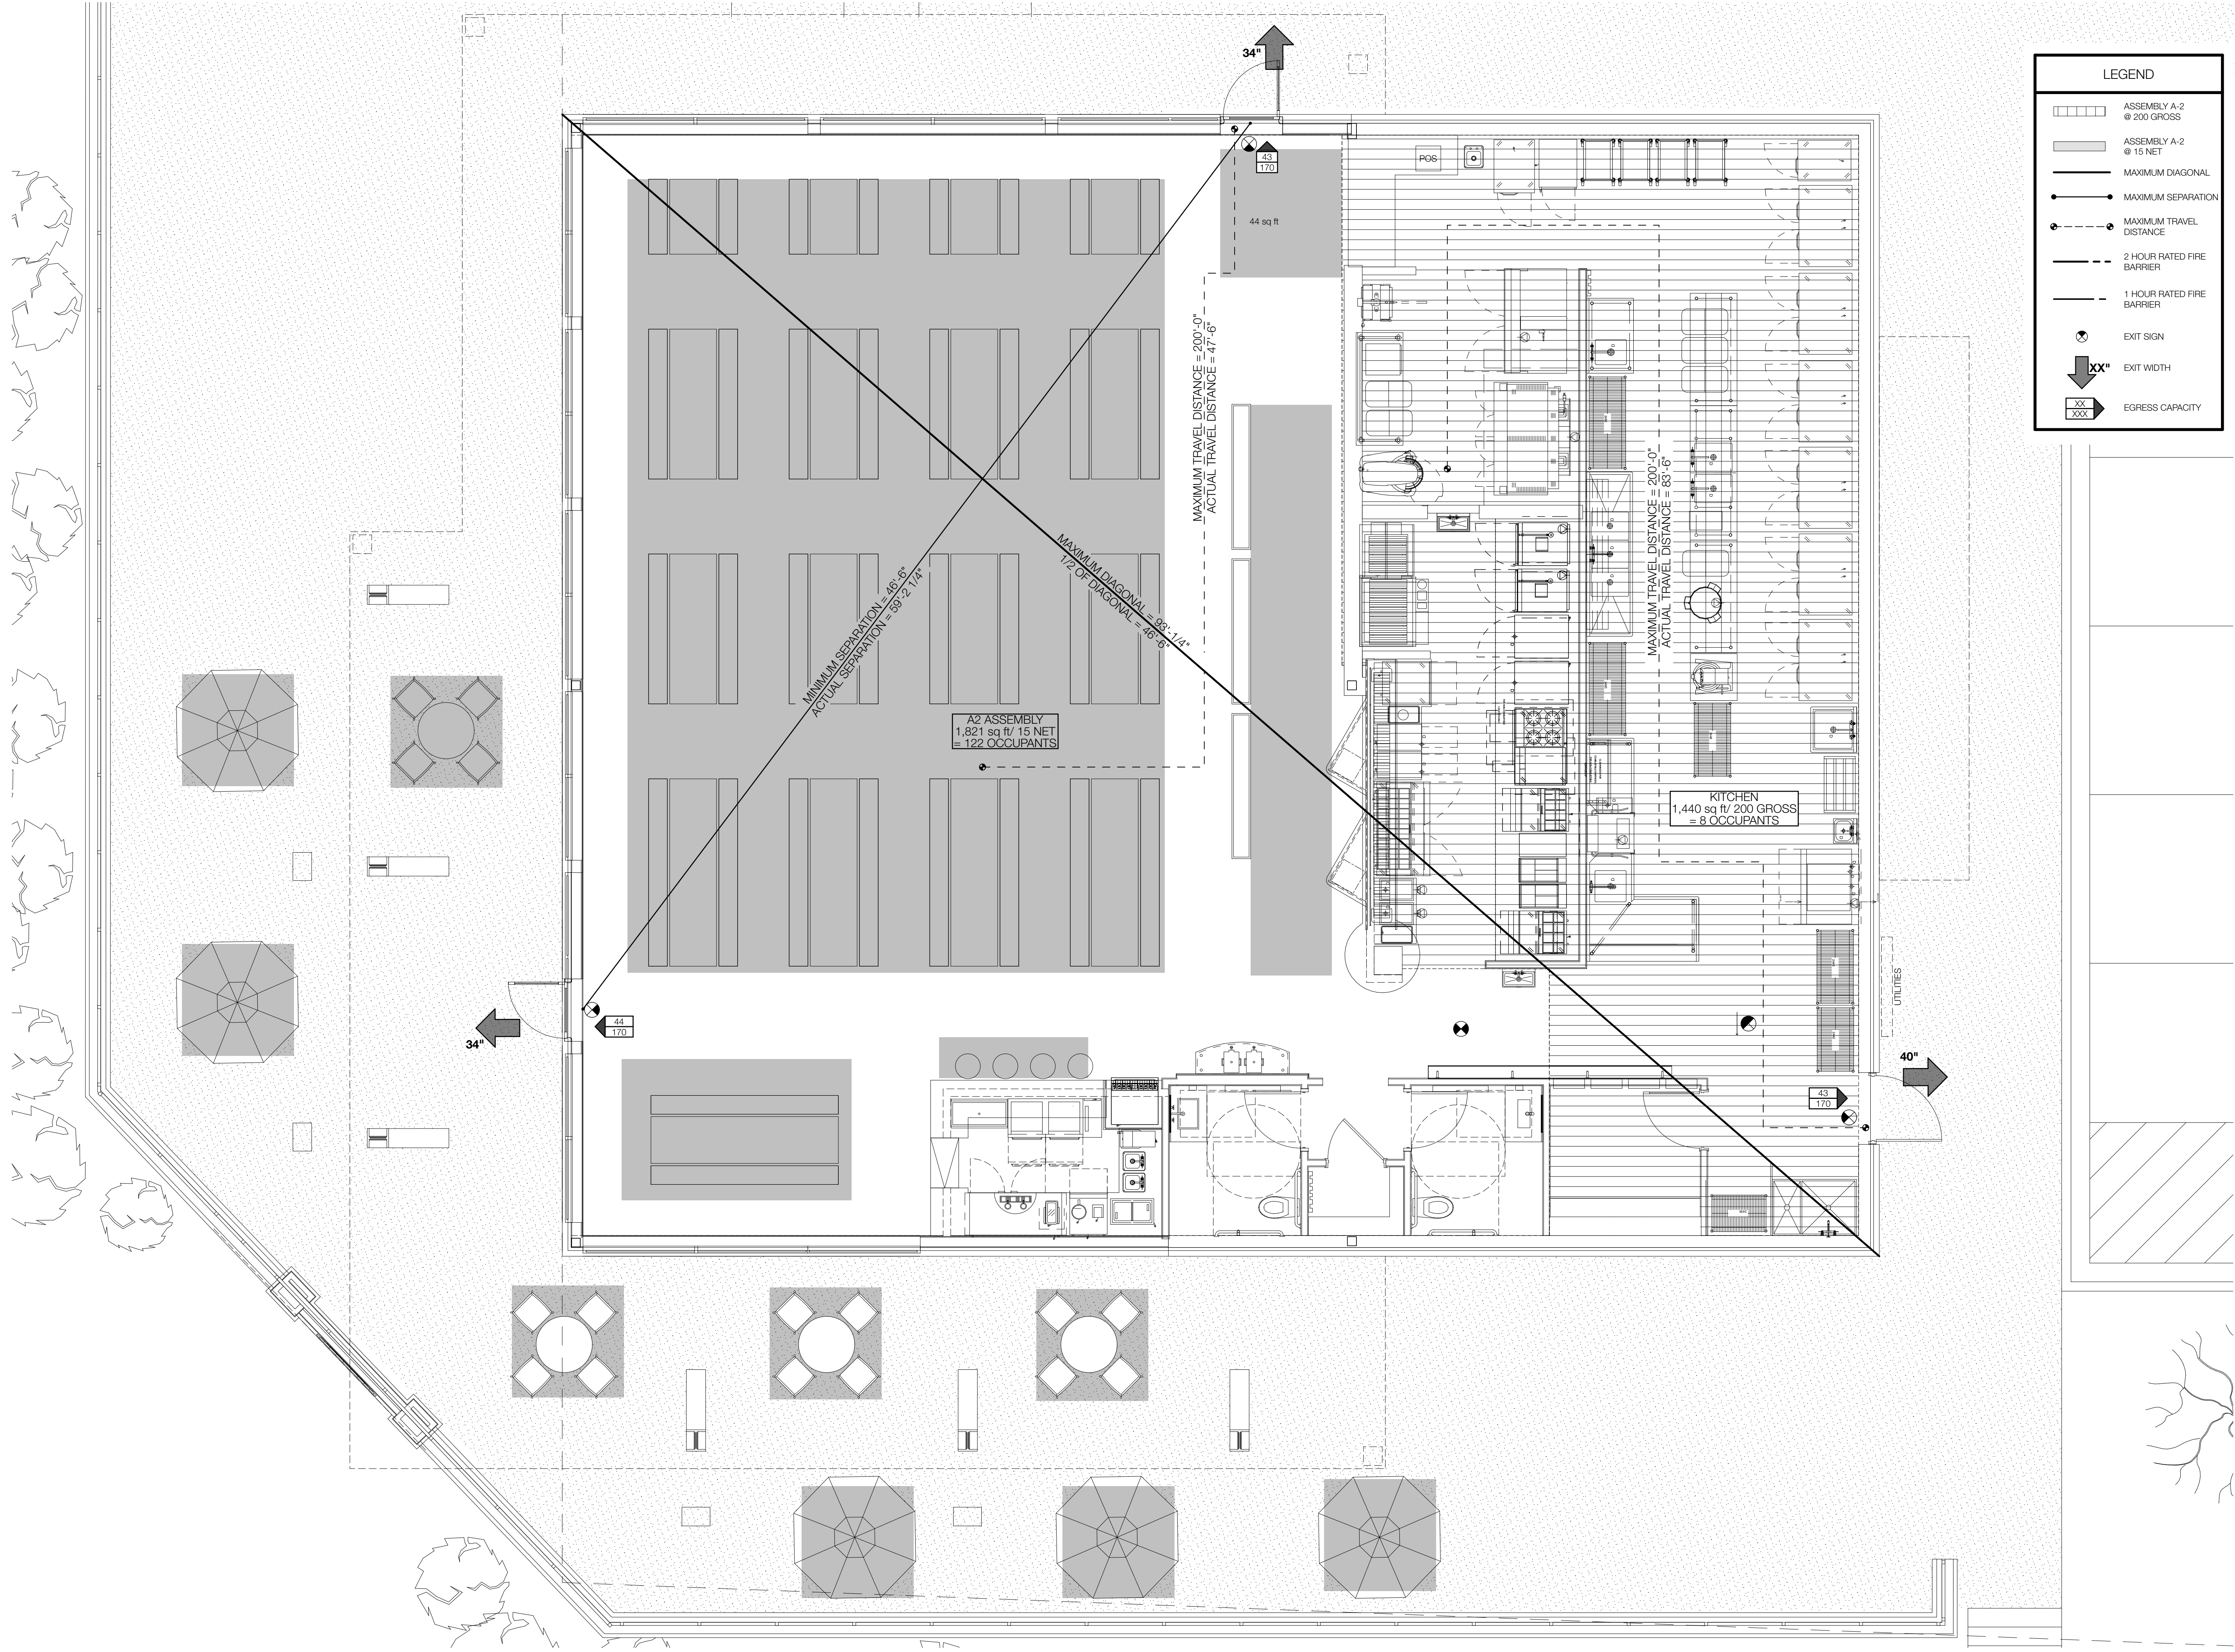 34"
LEGEND
ASSEMBLY A-2
@ 200 GROSS
ASSEMBLY A-2
@ 15 NET
MAXIMUM DIAGONAL
MAXIMUM SEPARATION
MAXIMUM TRAVEL
DISTANCE
2 HOUR RATED FIRE
BARRIER
1 HOUR RATED FIRE
BARRIER
EXIT SIGN
XX"
EXIT WIDTH
XX
XXX
EGRESS CAPACITY
43
170
POS
44 sq ft
MAXIMUM TRAVEL DISTANCE = 200'-0"
ACTUAL TRAVEL DISTANCE = 47'-6"
MAXIMUM TRAVEL DISTANCE = 200'-0"
ACTUAL TRAVEL DISTANCE = 83'-6"
MINIMUM SEPARATION = 46'-6"
ACTUAL SEPARATION = 59'-2 1/4"
MAXIMUM DIAGONAL = 93'-1/4"
1/2 OF DIAGONAL = 46'-6"
A2 ASSEMBLY
1,821 sq ft/ 15 NET
= 122 OCCUPANTS
KITCHEN
1,440 sq ft/ 200 GROSS
= 8 OCCUPANTS
UTILITIES
44
170
34"
40"
43
170